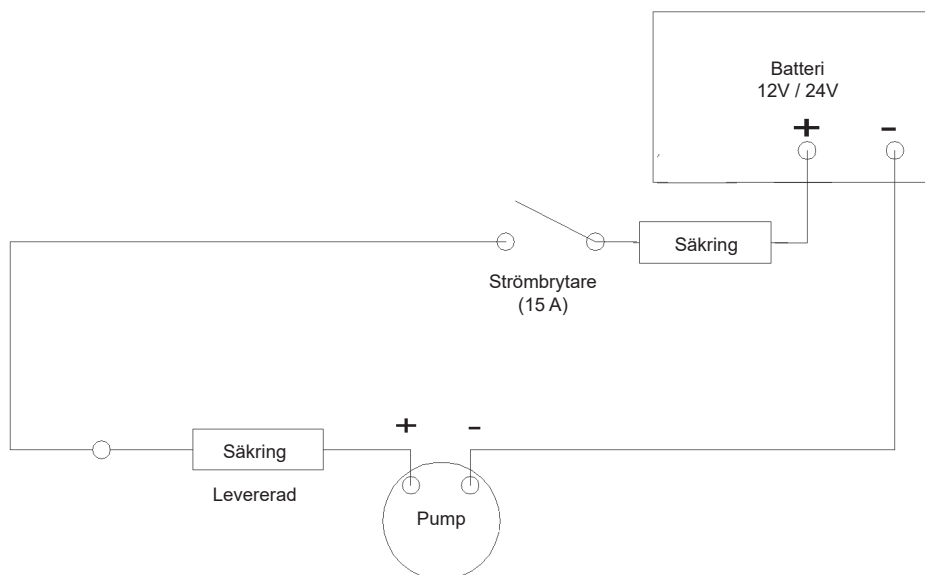 Batteri
12V / 24V
+ -
Säkring
Strömbrytare
(15 A)
+ -
Säkring
Levererad
Pump